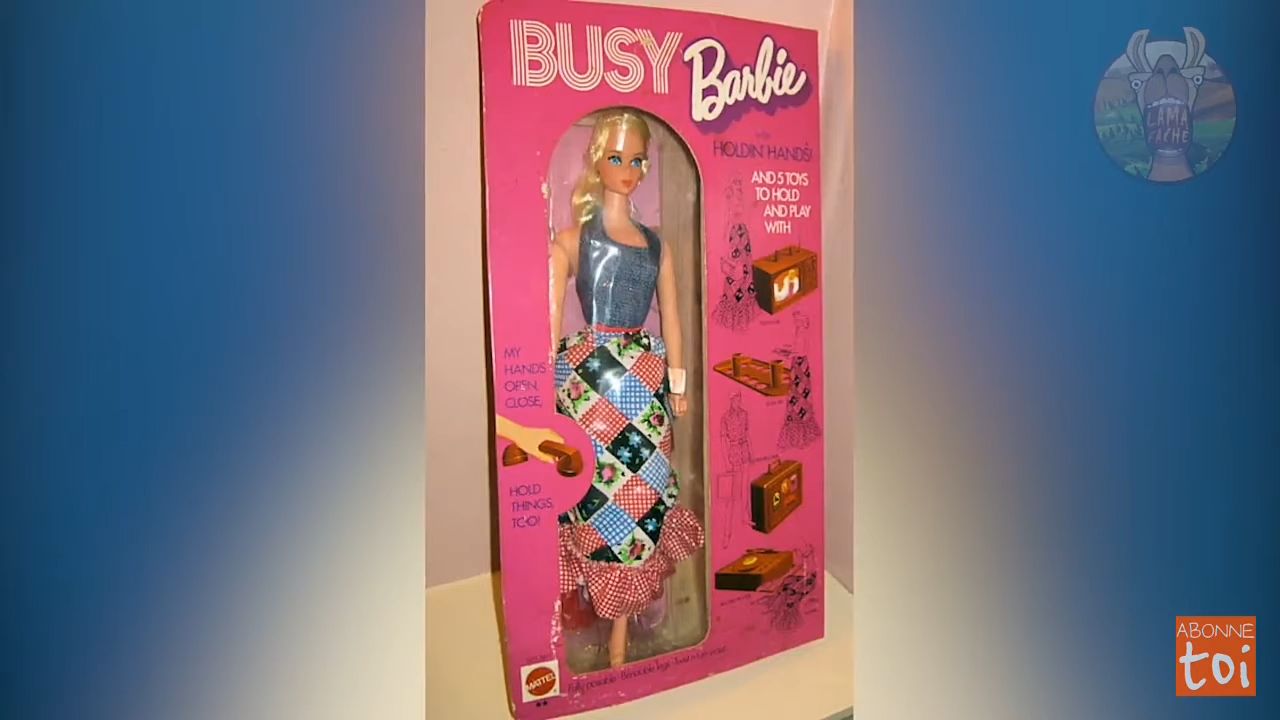 BUSY
Barbie
HOLDIN' HANDS!
AND 5 TOYS
TO HOLD
AND PLAY
WITH
MY
HANDS
OPEN,
CLOSE,
HOLD
THINGS,
TOO!
MATTEL
LAMA
FÂCHÉ
ABONNE
toi